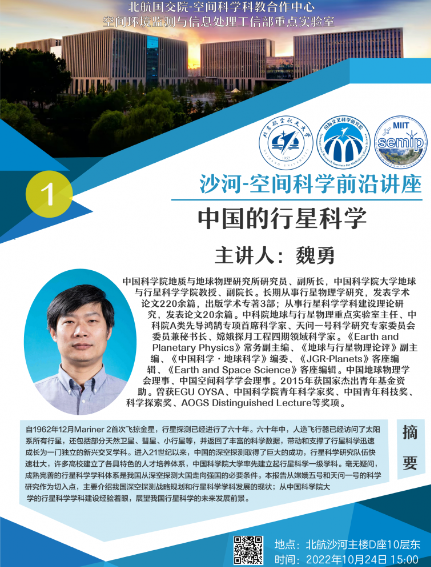 北航国交院-空间科学科教合作中心
空间环境监测与信息处理工信部重点实验室
MIIT
semip
1
沙河-空间科学前沿讲座
中国的行星科学
主讲人：魏勇
中国科学院地质与地球物理研究所研究员、副所长，中国科学院大学地球
与行星科学学院教授、副院长。长期从事行星物理学研究，发表学术
论文220余篇，出版学术专著3部；从事行星科学学科建设理论研
究，发表论文20余篇。中科院地球与行星物理重点实验室主任、中
科院A类先导鸿鹄专项首席科学家、天问一号科学研究专家委员会
委员兼秘书长、嫦娥探月工程四期领域科学家。《Earth and
Planetary Physics》常务副主编、《地球与行星物理论评》副主
编、《中国科学·地球科学》编委、《JGR-Planets》客座编
辑、《Earth and Space Science》客座编辑。中国地球物理学
会理事、中国空间科学学会理事。2015年获国家杰出青年基金资
助。曾获EGU OYSA、中国科学院青年科学家奖、中国青年科技奖、
科学探索奖、AOGS Distinguished Lecture等奖项。
自1962年12月Mariner 2首次飞掠金星，行星探测已经进行了六十年。六十年中，人造飞行器已经访问了太阳
系所有行星，还包括部分天然卫星、彗星、小行星等，并返回了丰富的科学数据，带动和支撑了行星科学迅速
成长为一门独立的新兴交叉学科。进入21世纪以来，中国的深空探测取得了巨大的成功，行星科学研究队伍快
速壮大，许多高校建立了各具特色的人才培养体系，中国科学院大学率先建立起行星科学一级学科。毫无疑问，
成熟完善的行星科学学科体系是我国从深空探测大国走向强国的必要条件。本报告从嫦娥五号和天问一号的科学
研究作为切入点，主要介绍我国深空探测战略规划和行星科学学科发展的现状；从中国科学院大
学的行星科学学科建设经验着眼，展望我国行星科学的未来发展前景。
摘
要
地点：北航沙河主楼D座10层东
时间：2022年10月24日 15:00